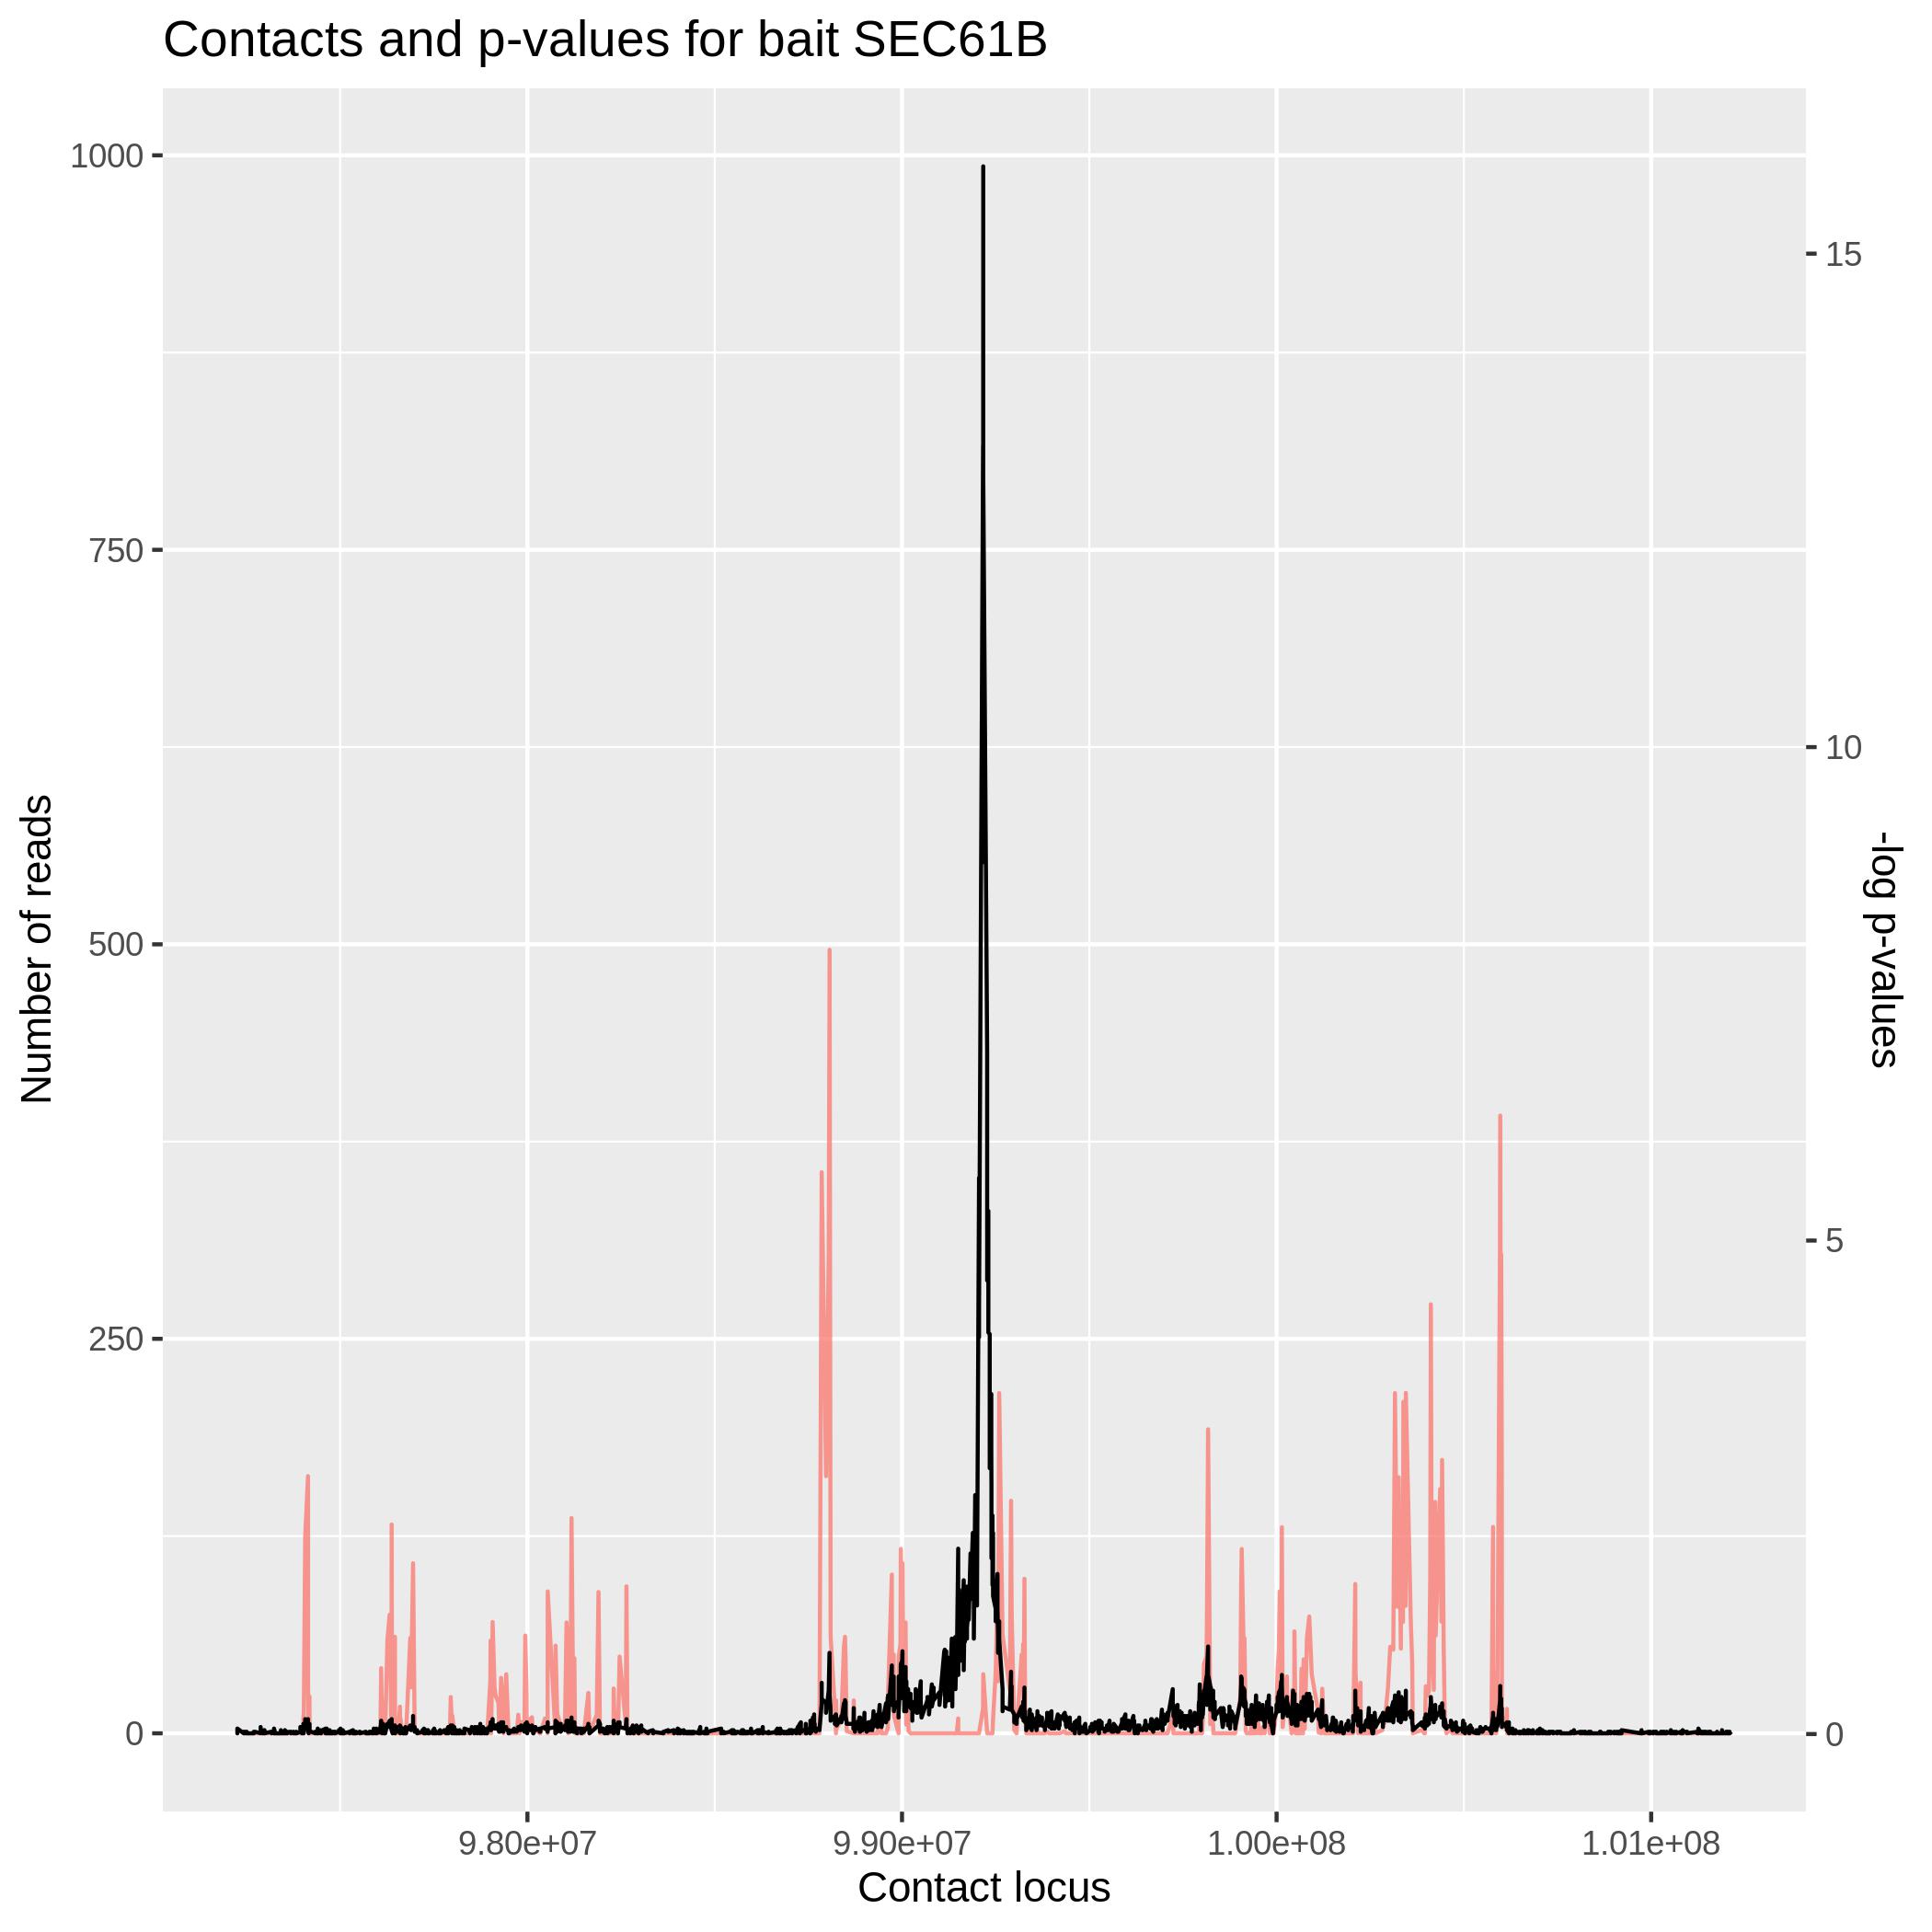 Contacts and p-values for bait SEC61B
1000
750
500
250
0
Number of reads
15
10
5
0
-log p-values
9.80e+07
9.90e+07
1.00e+08
1.01e+08
Contact locus